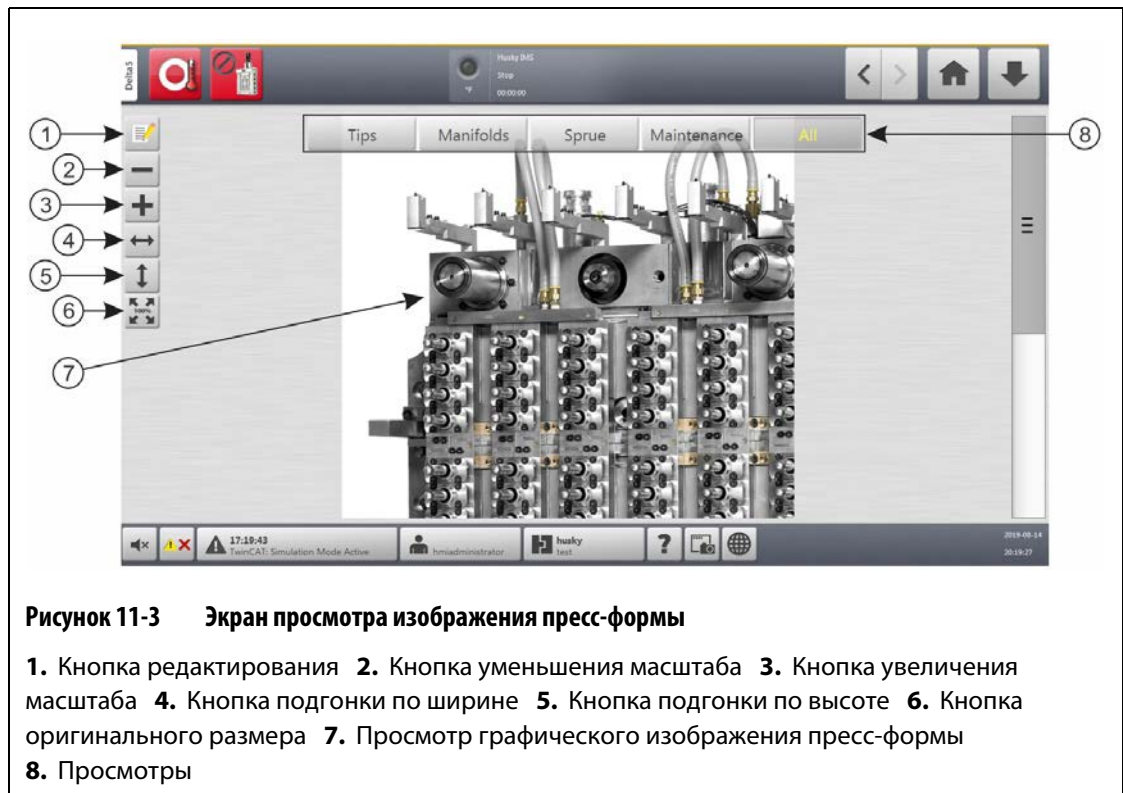 Delta5
Husky IMS
Stop
°F
00:00:00
1
Tips Manifolds Sprue Maintenance All
8
2
3
4
5
6
100%
7
17:19:43
TwinCAT: Simulation Mode Active
hmiadministrator
husky
test
?
2019-08-14
20:19:27
Рисунок 11-3 Экран просмотра изображения пресс-формы
1. Кнопка редактирования 2. Кнопка уменьшения масштаба 3. Кнопка увеличения
масштаба 4. Кнопка подгонки по ширине 5. Кнопка подгонки по высоте 6. Кнопка
оригинального размера 7. Просмотр графического изображения пресс-формы
8. Просмотры